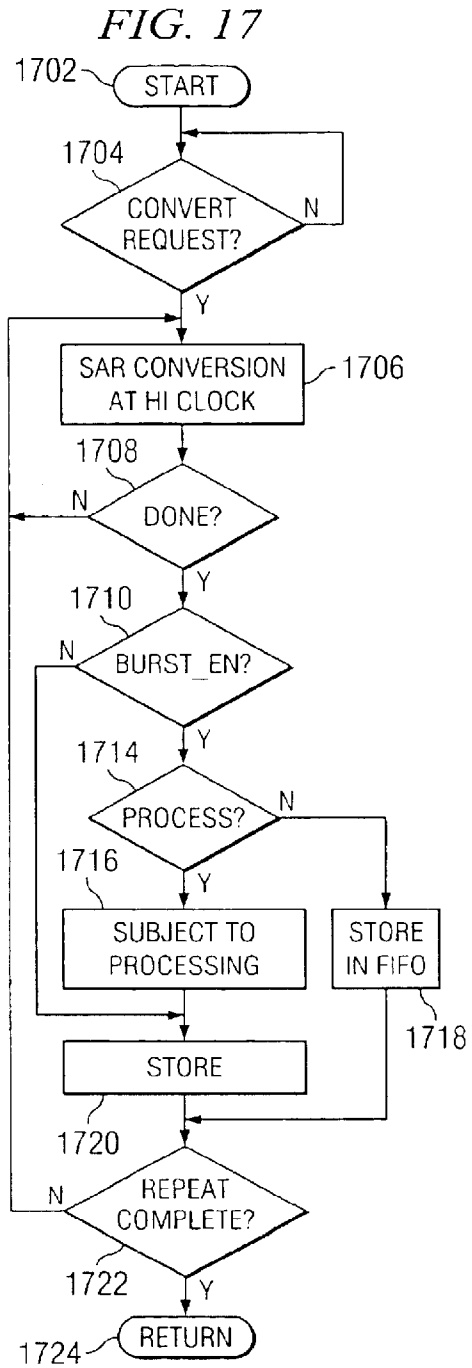 FIG. 17
1702
START
1704
CONVERT
REQUEST?
N
Y
SAR CONVERSION
AT HI CLOCK
1706
1708
N
DONE?
Y
1710
N
BURST_EN?
Y
1714
PROCESS?
N
Y
1716
SUBJECT TO
PROCESSING
STORE
IN FIFO
1718
STORE
1720
N
REPEAT
COMPLETE?
1722
Y
1724
RETURN